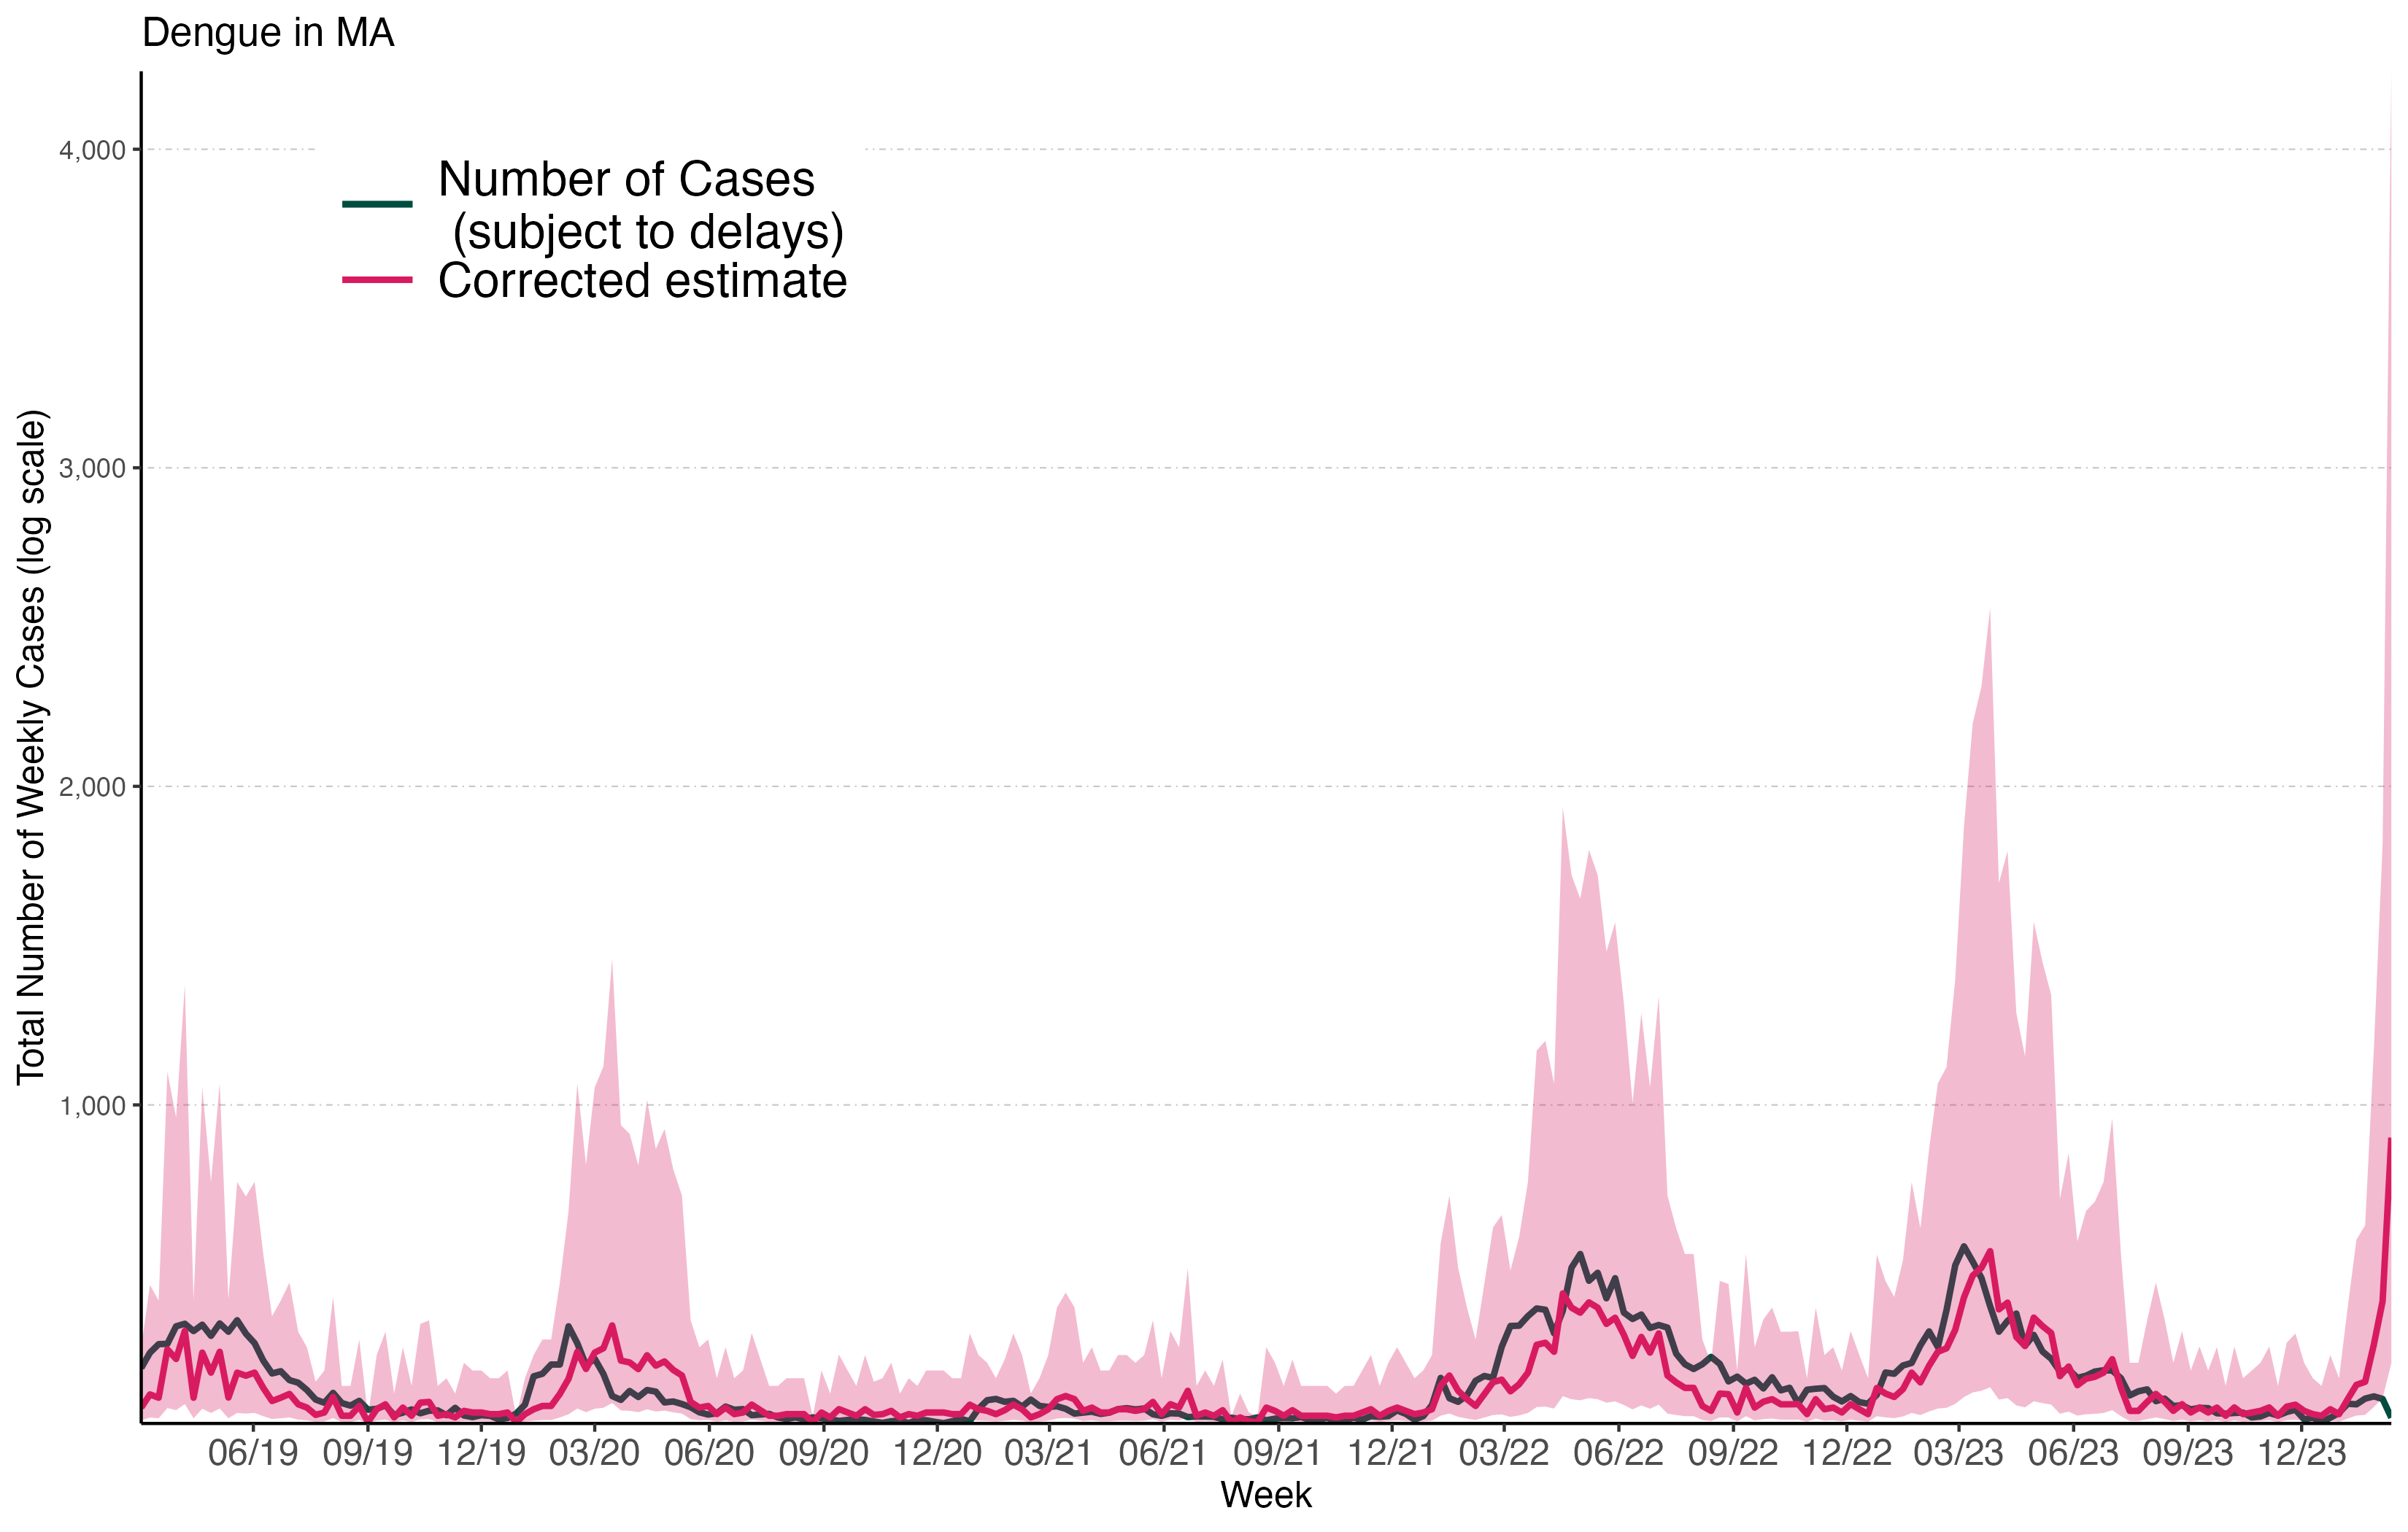 Dengue in MA
Total Number of Weekly Cases (log scale)
4,000
3,000
2,000
1,000
Number of Cases
(subject to delays)
Corrected estimate
06/19 09/19 12/19 03/20 06/20 09/20 12/20 03/21 06/21 09/21 12/21 03/22 06/22 09/22 12/22 03/23 06/23 09/23 12/23
Week